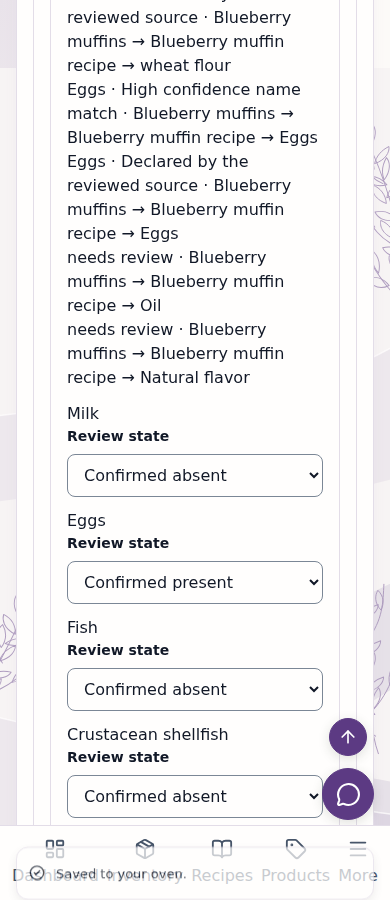 reviewed source · Blueberry
muffins → Blueberry muffin
recipe → wheat flour
Eggs · High confidence name
match · Blueberry muffins →
Blueberry muffin recipe → Eggs
Eggs · Declared by the
reviewed source · Blueberry
muffins → Blueberry muffin
recipe → Eggs
needs review · Blueberry
muffins → Blueberry muffin
recipe → Oil
needs review · Blueberry
muffins → Blueberry muffin
recipe → Natural flavor
Milk
Review state
Confirmed absent
Eggs
Review state
Confirmed present
Fish
Review state
Confirmed absent
Crustacean shellfish
Review state
Confirmed absent
Saved to your oven.
Dashboard Inventory Recipes Products More